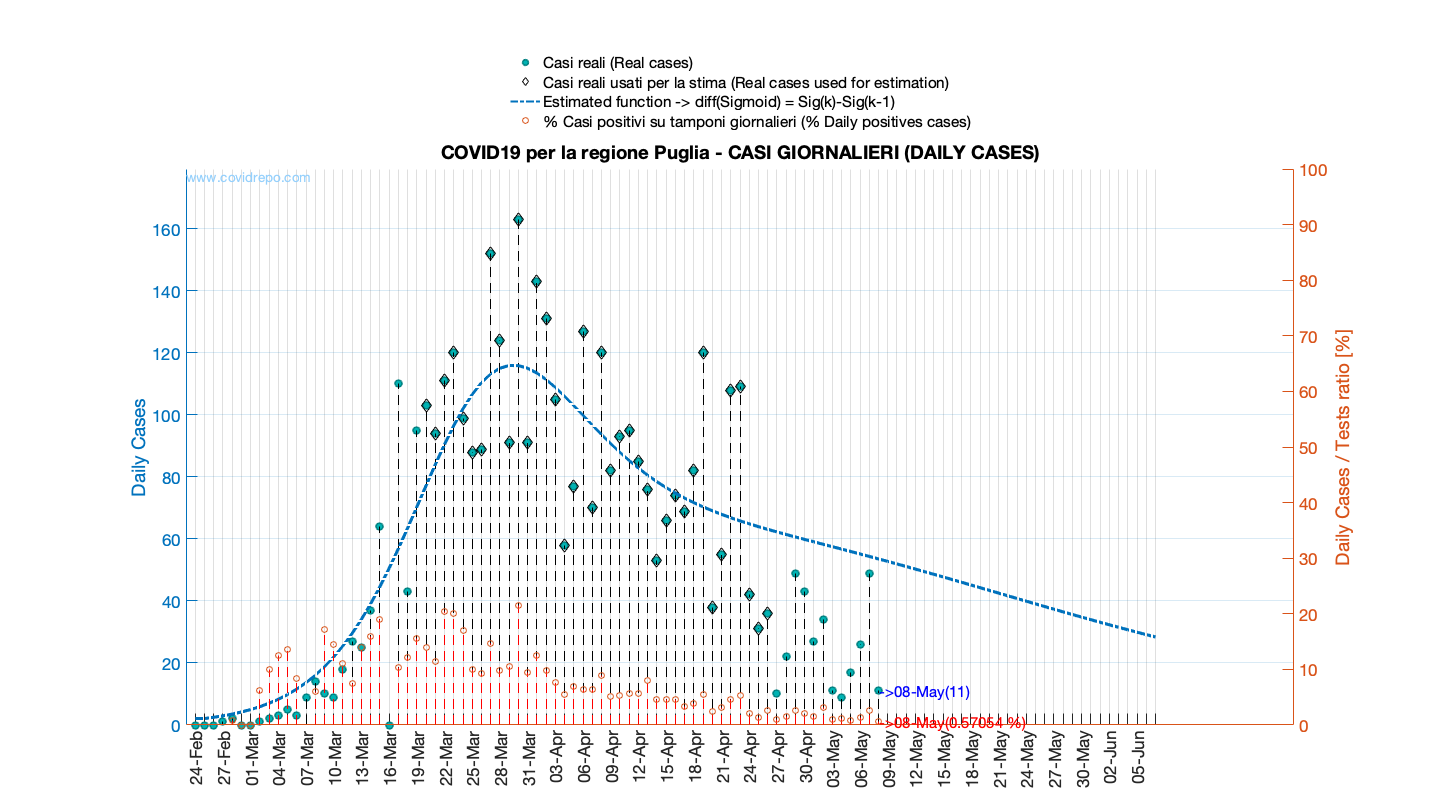 Casi reali (Real cases)
Casi reali usati per la stima (Real cases used for estimation)
Estimated function -> diff(Sigmoid) = Sig(k)-Sig(k-1)
% Casi positivi su tamponi giornalieri (% Daily positives cases)
COVID19 per la regione Puglia - CASI GIORNALIERI (DAILY CASES)
www.covidrepo.com
Daily Cases
160
140
120
100
80
60
40
20
0
100
90
80
70
60
50
40
30
20
10
0
Daily Cases / Tests ratio [%]
->08-May(11)
->08-May(0.57054 %)
24-Feb
27-Feb
01-Mar
04-Mar
07-Mar
10-Mar
13-Mar
16-Mar
19-Mar
22-Mar
25-Mar
28-Mar
31-Mar
03-Apr
06-Apr
09-Apr
12-Apr
15-Apr
18-Apr
21-Apr
24-Apr
27-Apr
30-Apr
03-May
06-May
09-May
12-May
15-May
18-May
21-May
24-May
27-May
30-May
02-Jun
05-Jun